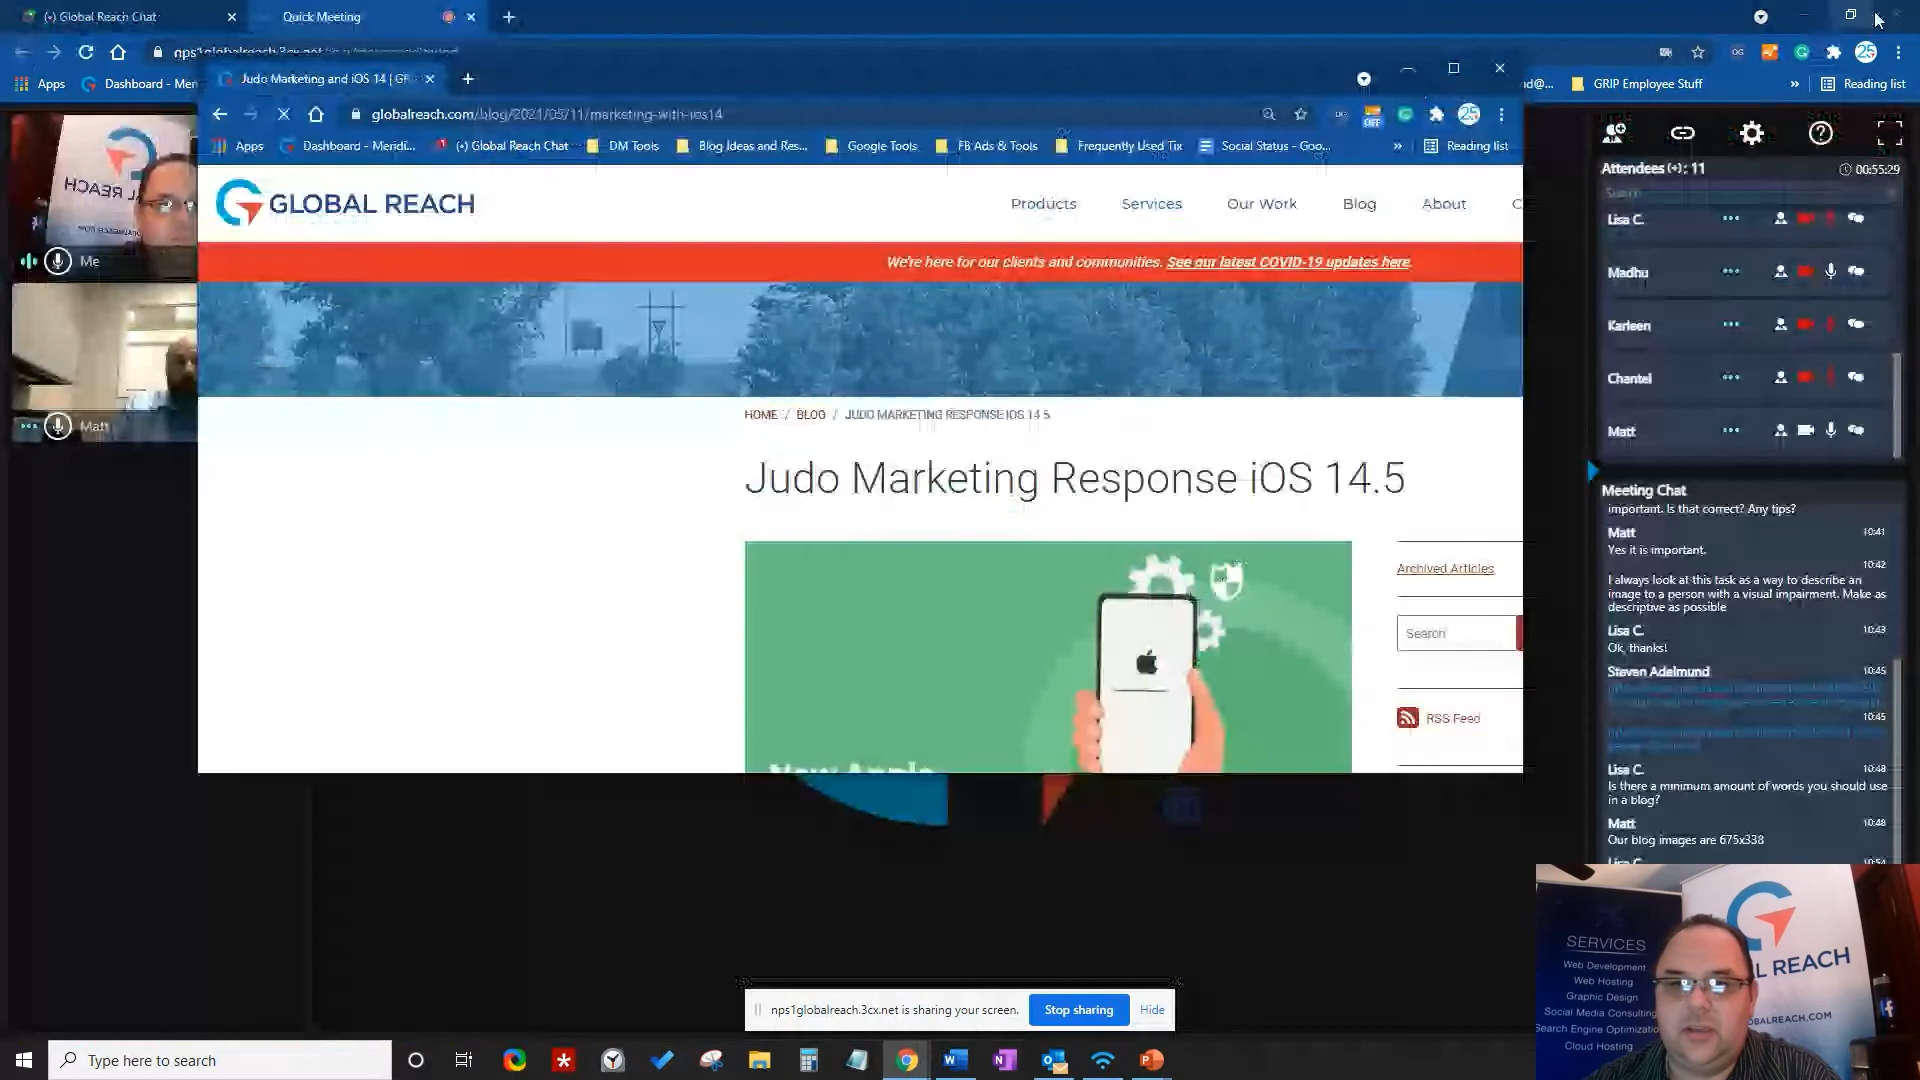 (•) Global Reach Chat
Quick Meeting
Apps
Dashboard - Meri
nd@...
GRIP Employee Stuff
Reading list
Judo Marketing and iOS 14 | Gr
globalreach.com/blog/2021/05/11/marketing-with-ios14
Apps
Dashboard - Meridi...
(•) Global Reach Chat
DM Tools
Blog Ideas and Res...
Google Tools
FB Ads & Tools
Frequently Used Tix
Social Status - Goo...
Reading list
OFF
GLOBAL REACH
Products
Services
Our Work
Blog
About
We're here for our clients and communities. See our latest COVID-19 updates here.
HOME / BLOG / JUDO MARKETING RESPONSE IOS 14 5
Judo Marketing Response iOS 14.5
Archived Articles
Search
RSS Feed
Me
Matt
Attendees (+): 11
00:55:29
Search
Lisa C.
Madhu
Karleen
Chantel
Matt
Meeting Chat
important. Is that correct? Any tips?
Matt 10:41
Yes it is important.
10:42
I always look at this task as a way to describe an
image to a person with a visual impairment. Make as
descriptive as possible
Lisa C. 10:43
Ok, thanks!
Steven Adelmund 10:45
10:45
Lisa C. 10:48
Is there a minimum amount of words you should use
in a blog?
Matt 10:48
Our blog images are 675x338
Lisa C. 10:54
SERVICES
Web Development
Web Hosting
Graphic Design
Social Media Consulting
Search Engine Optimizatio
Cloud Hosting
L REACH
OBALREACH.COM
nps1globalreach.3cx.net is sharing your screen.
Stop sharing
Hide
Type here to search